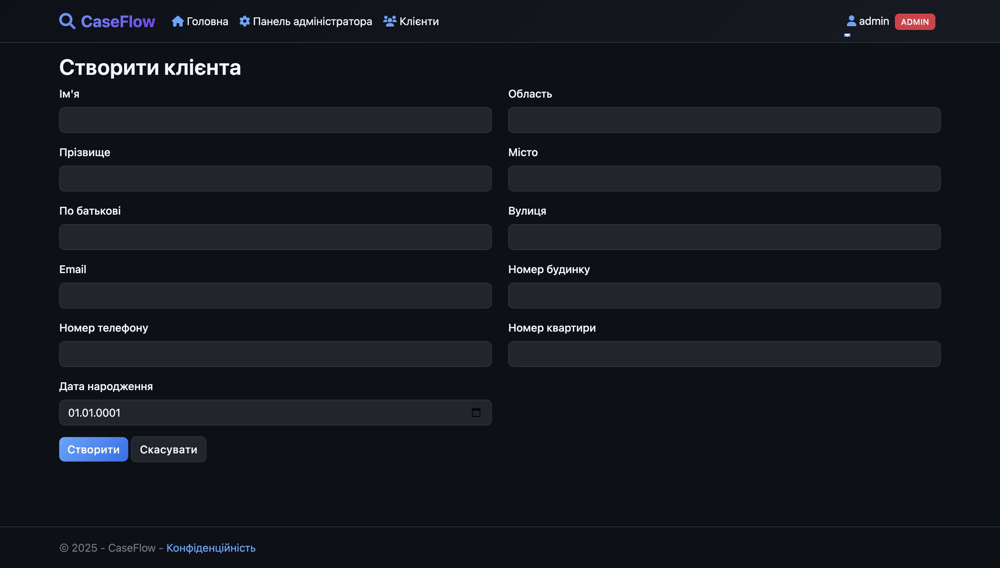 CaseFlow Головна Панель адміністратора Клієнти admin ADMIN
Створити клієнта
Ім'я
Область
Прізвище
Місто
По батькові
Вулиця
Email
Номер будинку
Номер телефону
Номер квартири
Дата народження
01.01.0001
Створити Скасувати
© 2025 - CaseFlow - Конфіденційність